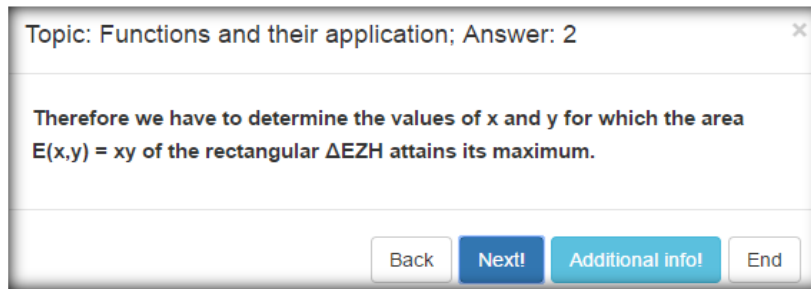 Topic: Functions and their application; Answer: 2
×
Therefore we have to determine the values of x and y for which the area
E(x,y) = xy of the rectangular ΔEZH attains its maximum.
Back Next! Additional info! End